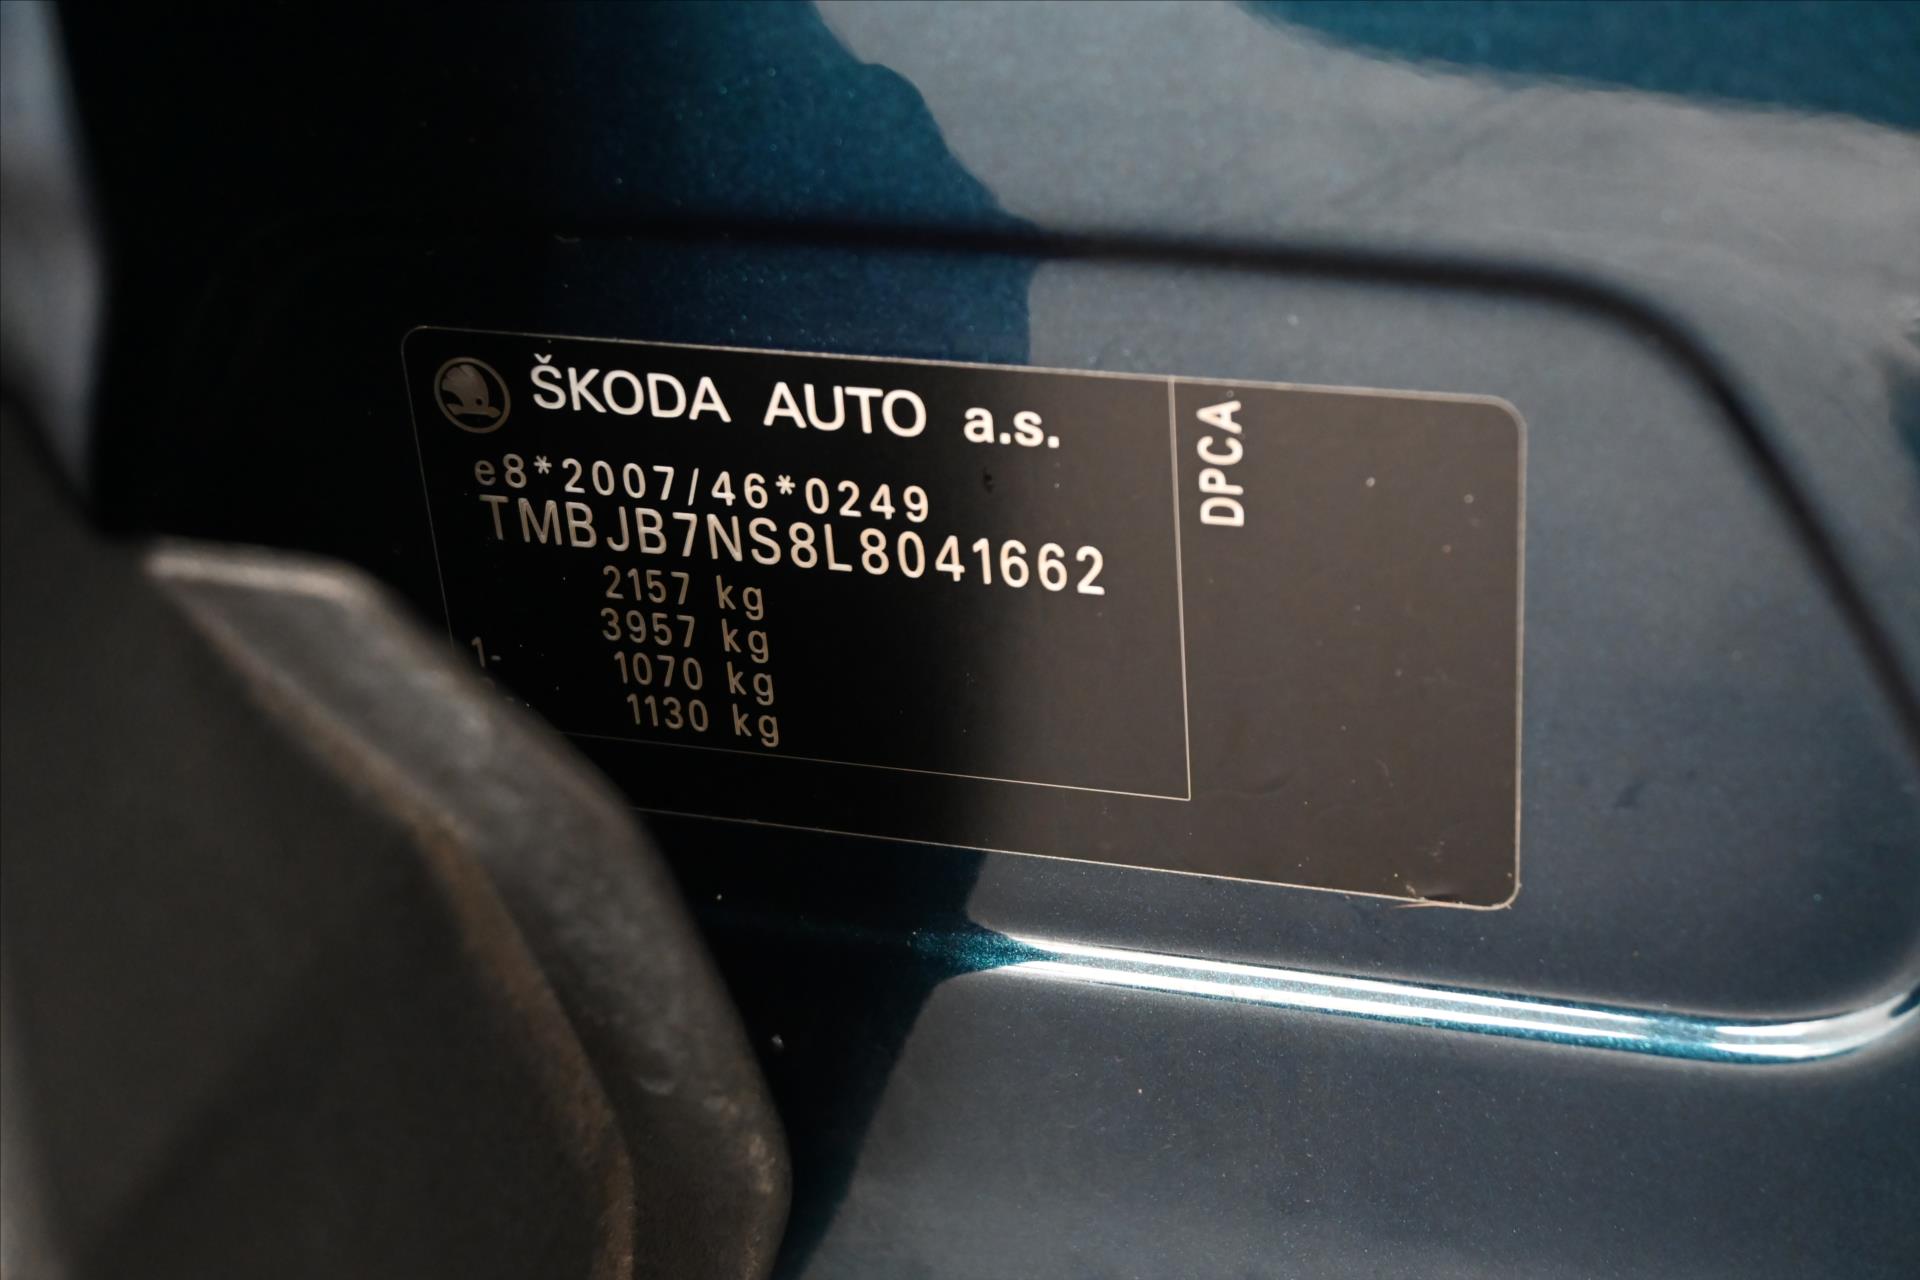 ŠKODA AUTO a.s.
e8*2007/46*0249
TMBJB7NS8L8041662
2157 kg
3957 kg
1- 1070 kg
1130 kg
DPCA